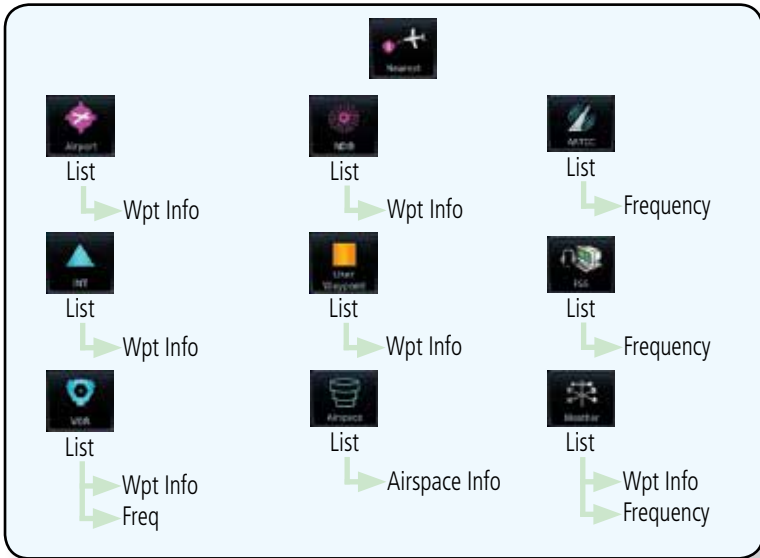 Nearest
Airport
List
Wpt Info
NDB
List
Wpt Info
ARTCC
List
Frequency
INT
List
Wpt Info
User
Waypoint
List
Wpt Info
FSS
List
Frequency
VOR
List
Wpt Info
Freq
Airspace
List
Airspace Info
Weather
List
Wpt Info
Frequency